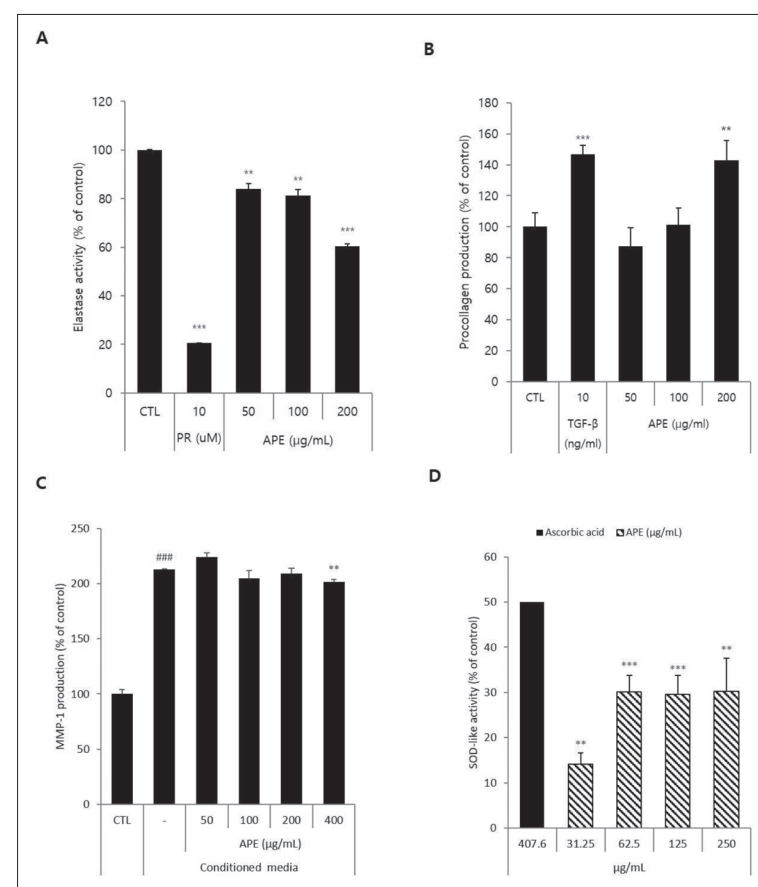 A
Elastase activity (% of control)
120
100
80
60
40
20
0
***
**
**
***
CTL 10 50 100 200
PR (uM) APE (μg/mL)
B
Procollagen production (% of control)
180
160
140
120
100
80
60
40
20
0
***
**
CTL 10 50 100 200
TGF-β APE (μg/ml)
(ng/ml)
C
MMP-1 production (% of control)
250
200
150
100
50
0
###
**
CTL - 50 100 200 400
APE (μg/mL)
Conditioned media
D
Ascorbic acid APE (μg/mL)
SOD-like activity (% of control)
60
50
40
30
20
10
0
**
***
***
**
407.6 31.25 62.5 125 250
μg/mL